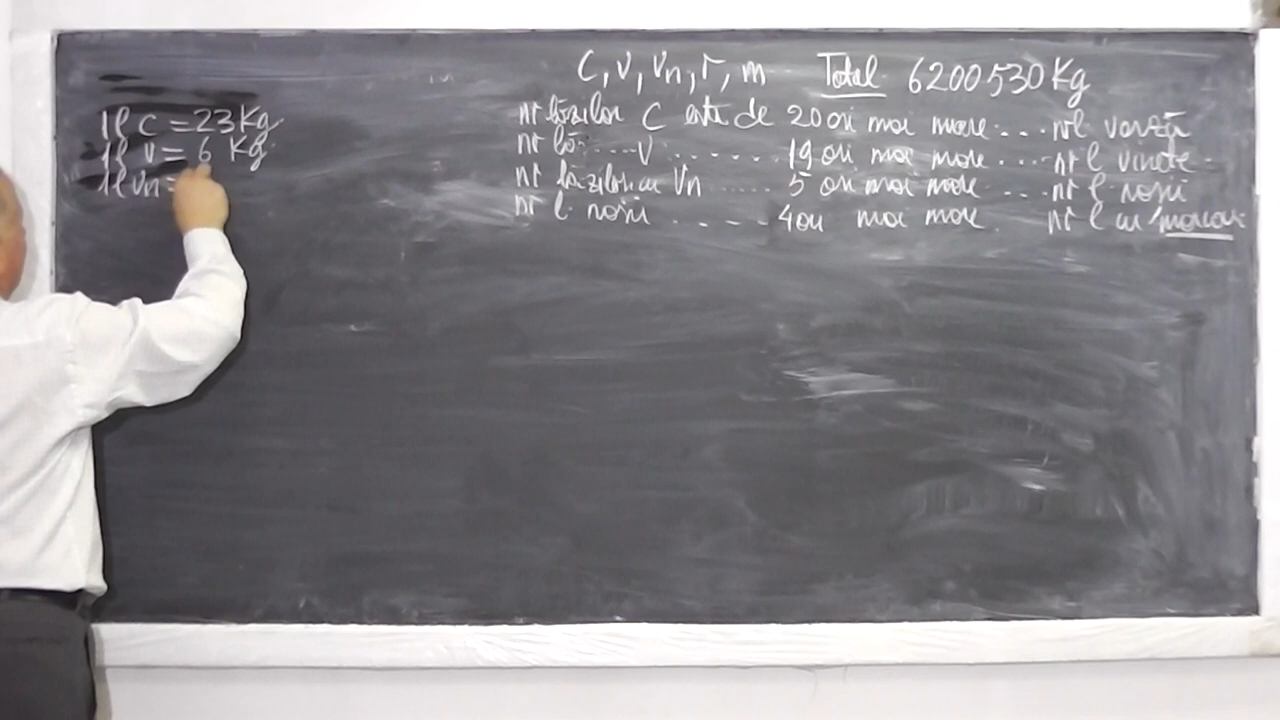 C, V, Vn, r, m Total 6200530 Kg
1l c = 23 Kg
1l v = 6 Kg
1l Vn =
nr lăzilor C este de 20 ori mai mare ... nr l varză
nr lă.....V ....... 19 ori mai mare .... nr l vinete
nr lăzilor cu Vn ..... 5 ori mai mare .... nr l roșii
nr l roșii ..... 4 ori mai mare. nr l cu morcovi